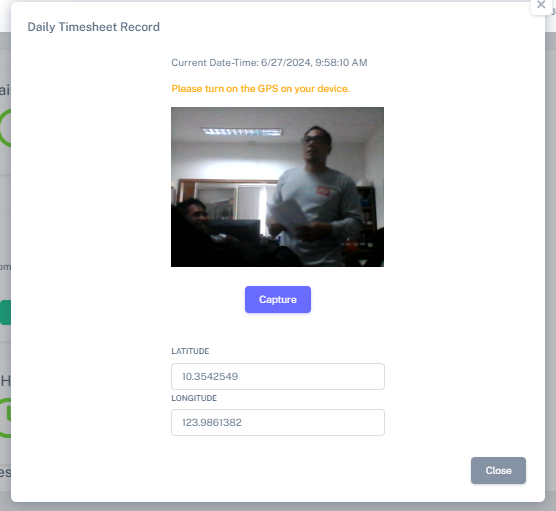 Daily Timesheet Record
Current Date-Time: 6/27/2024, 9:58:10 AM
Please turn on the GPS on your device.
Capture
LATITUDE
10.3542549
LONGITUDE
123.9861382
Close